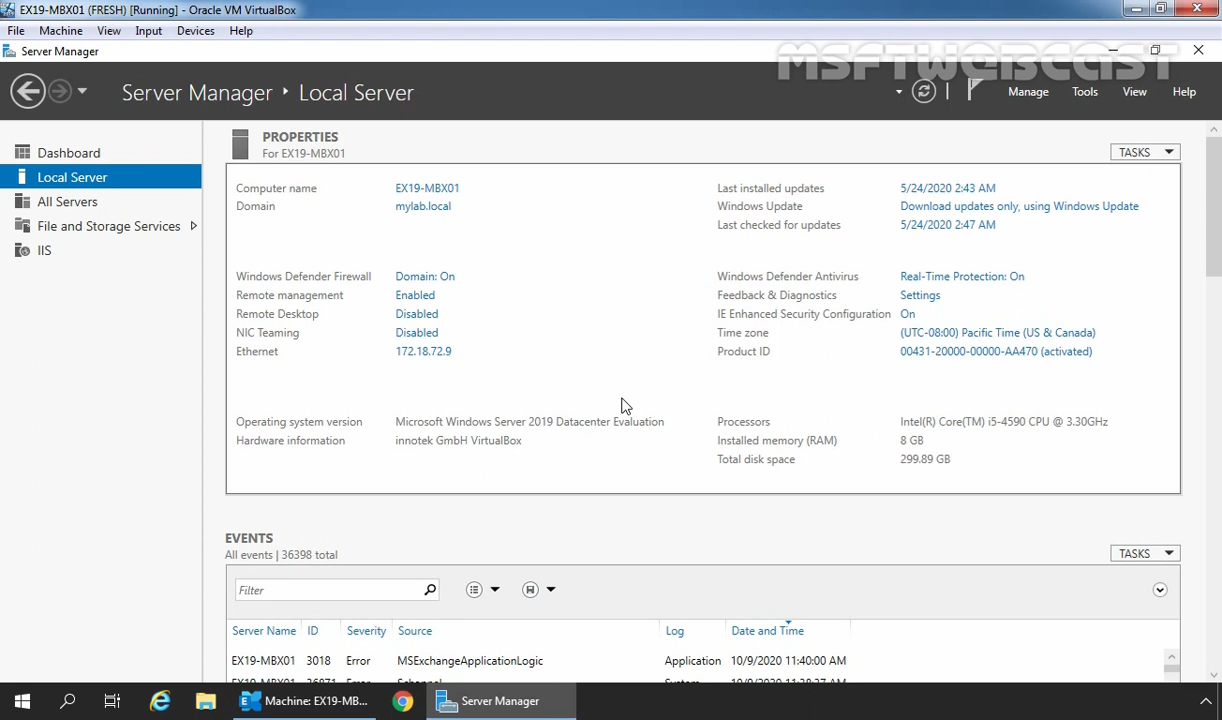 EX19-MBX01 (FRESH) [Running] - Oracle VM VirtualBox
File Machine View Input Devices Help
Server Manager
MSFTWEBCAST
Server Manager ‣ Local Server
Manage Tools View Help
Dashboard
Local Server
All Servers
File and Storage Services
IIS
PROPERTIES
For EX19-MBX01
TASKS
Computer name EX19-MBX01 Last installed updates 5/24/2020 2:43 AM
Domain mylab.local Windows Update Download updates only, using Windows Update
Last checked for updates 5/24/2020 2:47 AM
Windows Defender Firewall Domain: On Windows Defender Antivirus Real-Time Protection: On
Remote management Enabled Feedback & Diagnostics Settings
Remote Desktop Disabled IE Enhanced Security Configuration On
NIC Teaming Disabled Time zone (UTC-08:00) Pacific Time (US & Canada)
Ethernet 172.18.72.9 Product ID 00431-20000-00000-AA470 (activated)
Operating system version Microsoft Windows Server 2019 Datacenter Evaluation Processors Intel(R) Core(TM) i5-4590 CPU @ 3.30GHz
Hardware information innotek GmbH VirtualBox Installed memory (RAM) 8 GB
Total disk space 299.89 GB
EVENTS
All events | 36398 total
TASKS
Filter
Server Name ID Severity Source Log Date and Time
EX19-MBX01 3018 Error MSExchangeApplicationLogic Application 10/9/2020 11:40:00 AM
Machine: EX19-MB... Server Manager